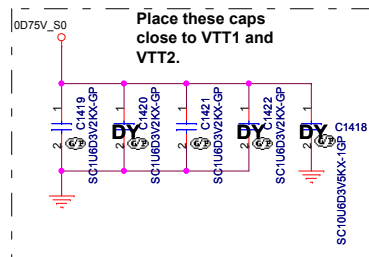 0D75V_S0
Place these caps
close to VTT1 and
VTT2.
1
2
C1419
SC1U6D3V2KX-GP
G/P
1
2
DY
C1420
SC1U6D3V2KX-GP
G/P
1
2
C1421
SC1U6D3V2KX-GP
G/P
1
2
DY
C1422
SC1U6D3V2KX-GP
G/P
1
2
DY
C1418
SC10U6D3V5KX-1GP
G/P